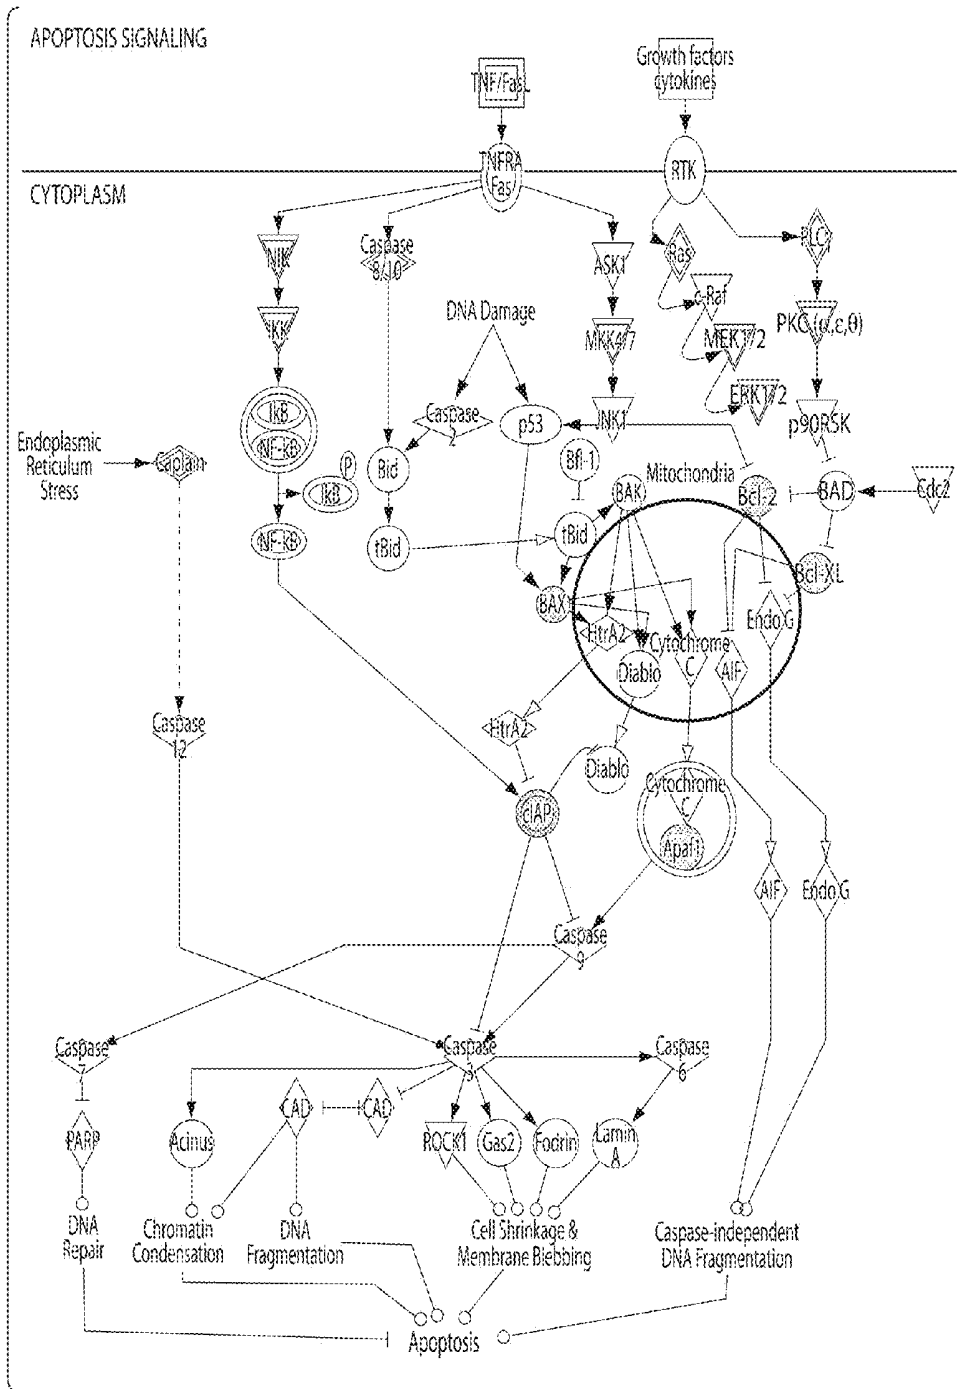 APOPTOSIS SIGNALING
TNF/FasL
Growth factors
cytokines
TNFRA
Fas
RTK
CYTOPLASM
NIK
Caspase
8/10
ASK1
Ras
PLCγ
c-Raf
DNA Damage
IKK
MKK4/7
MEK1/2
PKC (α,ε,θ)
ERK1/2
IkB
NF-kB
Caspase
2
p53
JNK1
p90RSK
Endoplasmic
Reticulum
Stress
Caplain
P
IkB
Bid
Bfl-1
Mitochondria
BAK
Bcl-2
BAD
Cdc2
NF-kB
tBid
tBid
Bcl-XL
BAX
HtrA2
Endo G
Cytochrome
C
Diablo
AIF
Caspase
12
HtrA2
Diablo
Cytochrome
C
cIAP
Apaf1
AIF
Endo G
Caspase
9
Caspase
7
Caspase
3
Caspase
6
PARP
Acinus
CAD
CAD
ROCK1
Gas2
Fodrin
Lamin
A
DNA
Repair
Chromatin
Condensation
DNA
Fragmentation
Cell Shrinkage &
Membrane Blebbing
Caspase-independent
DNA Fragmentation
Apoptosis